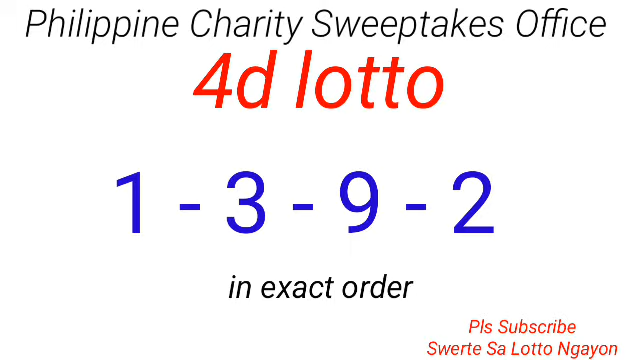 Philippine Charity Sweeptakes Office
4d lotto
1 - 3 - 9 - 2
in exact order
Pls Subscribe
Swerte Sa Lotto Ngayon